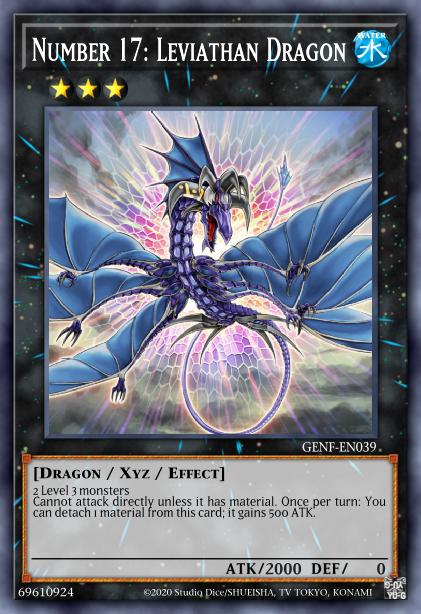 Number 17: Leviathan Dragon
WATER
水
GENF-EN039
[Dragon / Xyz / Effect]
2 Level 3 monsters
Cannot attack directly unless it has material. Once per turn: You
can detach 1 material from this card; it gains 500 ATK.
ATK/2000 DEF/ 0
69610924
©2020 Studio Dice/SHUEISHA, TV TOKYO, KONAMI